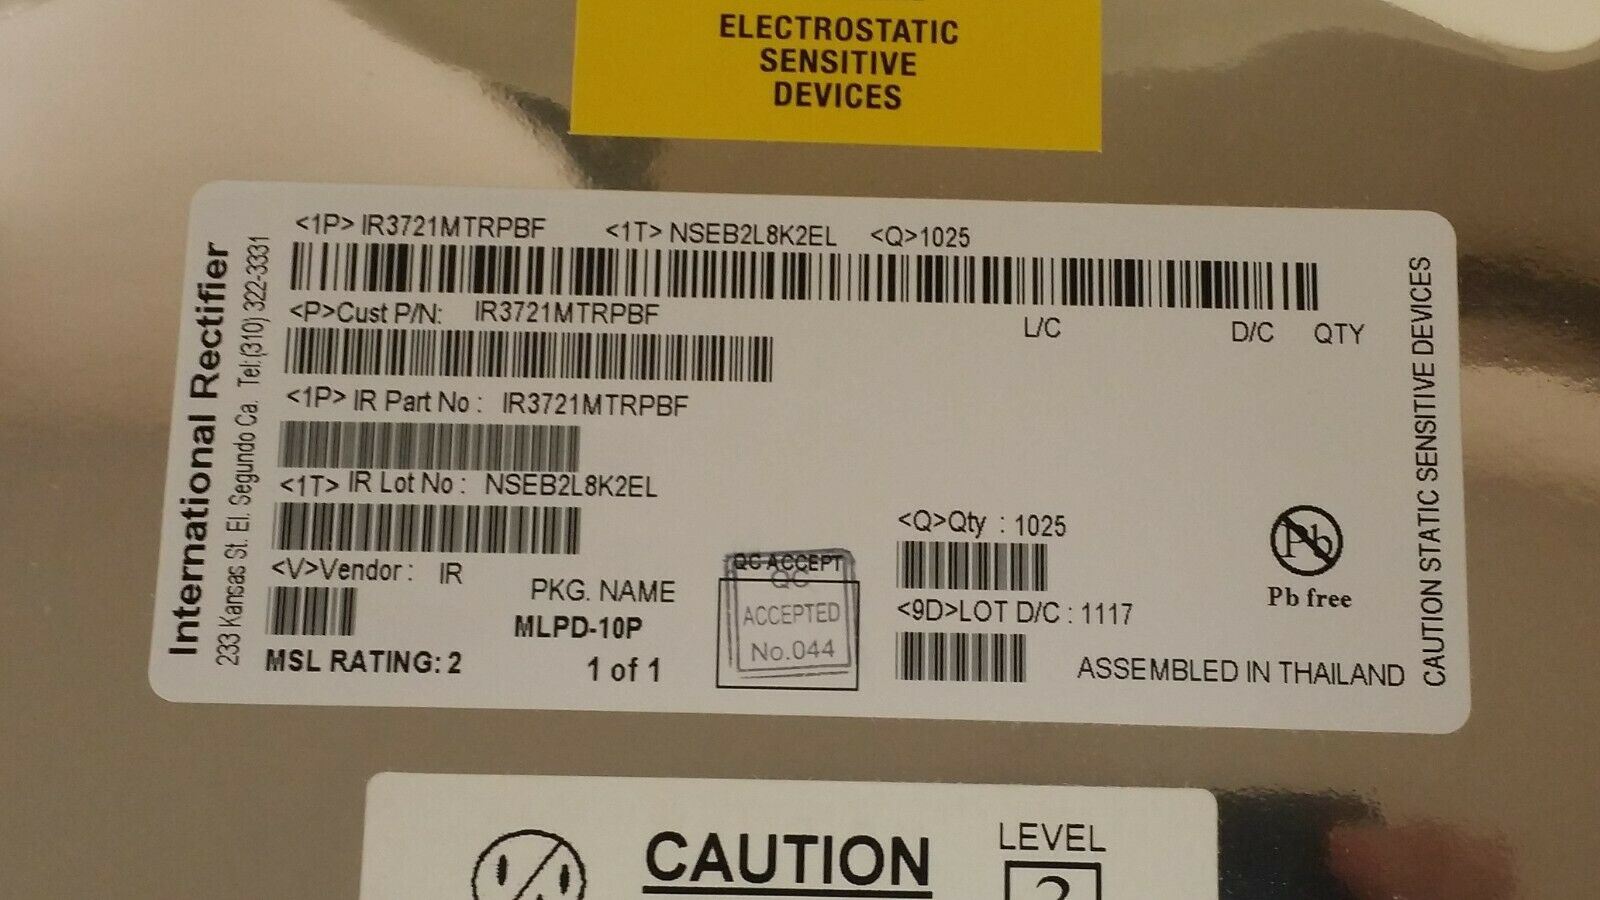 ELECTROSTATIC
SENSITIVE
DEVICES
International Rectifier
233 Kansas St. El. Segundo Ca. Tel:(310) 322-3331
<1P> IR3721MTRPBF <1T> NSEB2L8K2EL <Q>1025
<P>Cust P/N: IR3721MTRPBF
L/C D/C QTY
<1P> IR Part No : IR3721MTRPBF
<1T> IR Lot No : NSEB2L8K2EL
<V>Vendor : IR
PKG. NAME
MLPD-10P
MSL RATING: 2
1 of 1
QC ACCEPT
QC
ACCEPTED
No.044
<Q>Qty : 1025
<9D>LOT D/C : 1117
Pb
Pb free
ASSEMBLED IN THAILAND
CAUTION STATIC SENSITIVE DEVICES
CAUTION
LEVEL
2